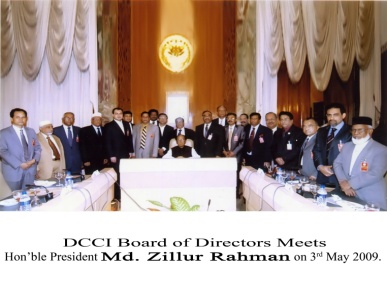 DCCI Board of Directors Meets
Hon'ble President Md. Zillur Rahman on 3rd May 2009.